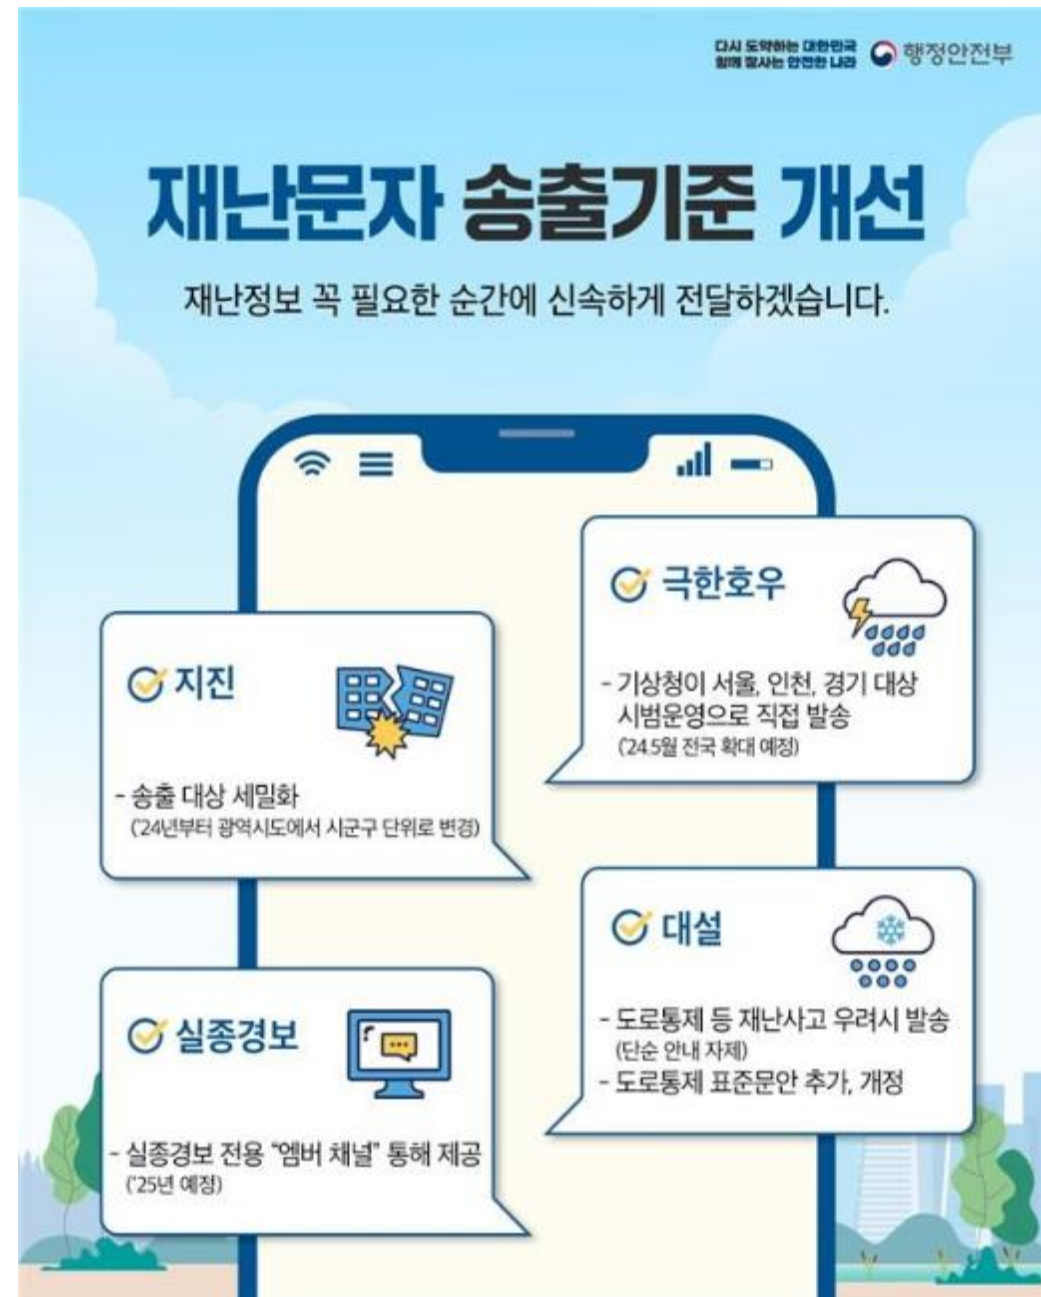 다시 도약하는 대한민국
함께 잘사는 안전한 나라
행정안전부
재난문자 송출기준 개선
재난정보 꼭 필요한 순간에 신속하게 전달하겠습니다.
지진
- 송출 대상 세밀화
('24년부터 광역시도에서 시군구 단위로 변경)
극한호우
- 기상청이 서울, 인천, 경기 대상
시범운영으로 직접 발송
('24.5월 전국 확대 예정)
실종경보
- 실종경보 전용 "엠버 채널" 통해 제공
('25년 예정)
대설
- 도로통제 등 재난사고 우려시 발송
(단순 안내 자제)
- 도로통제 표준문안 추가, 개정